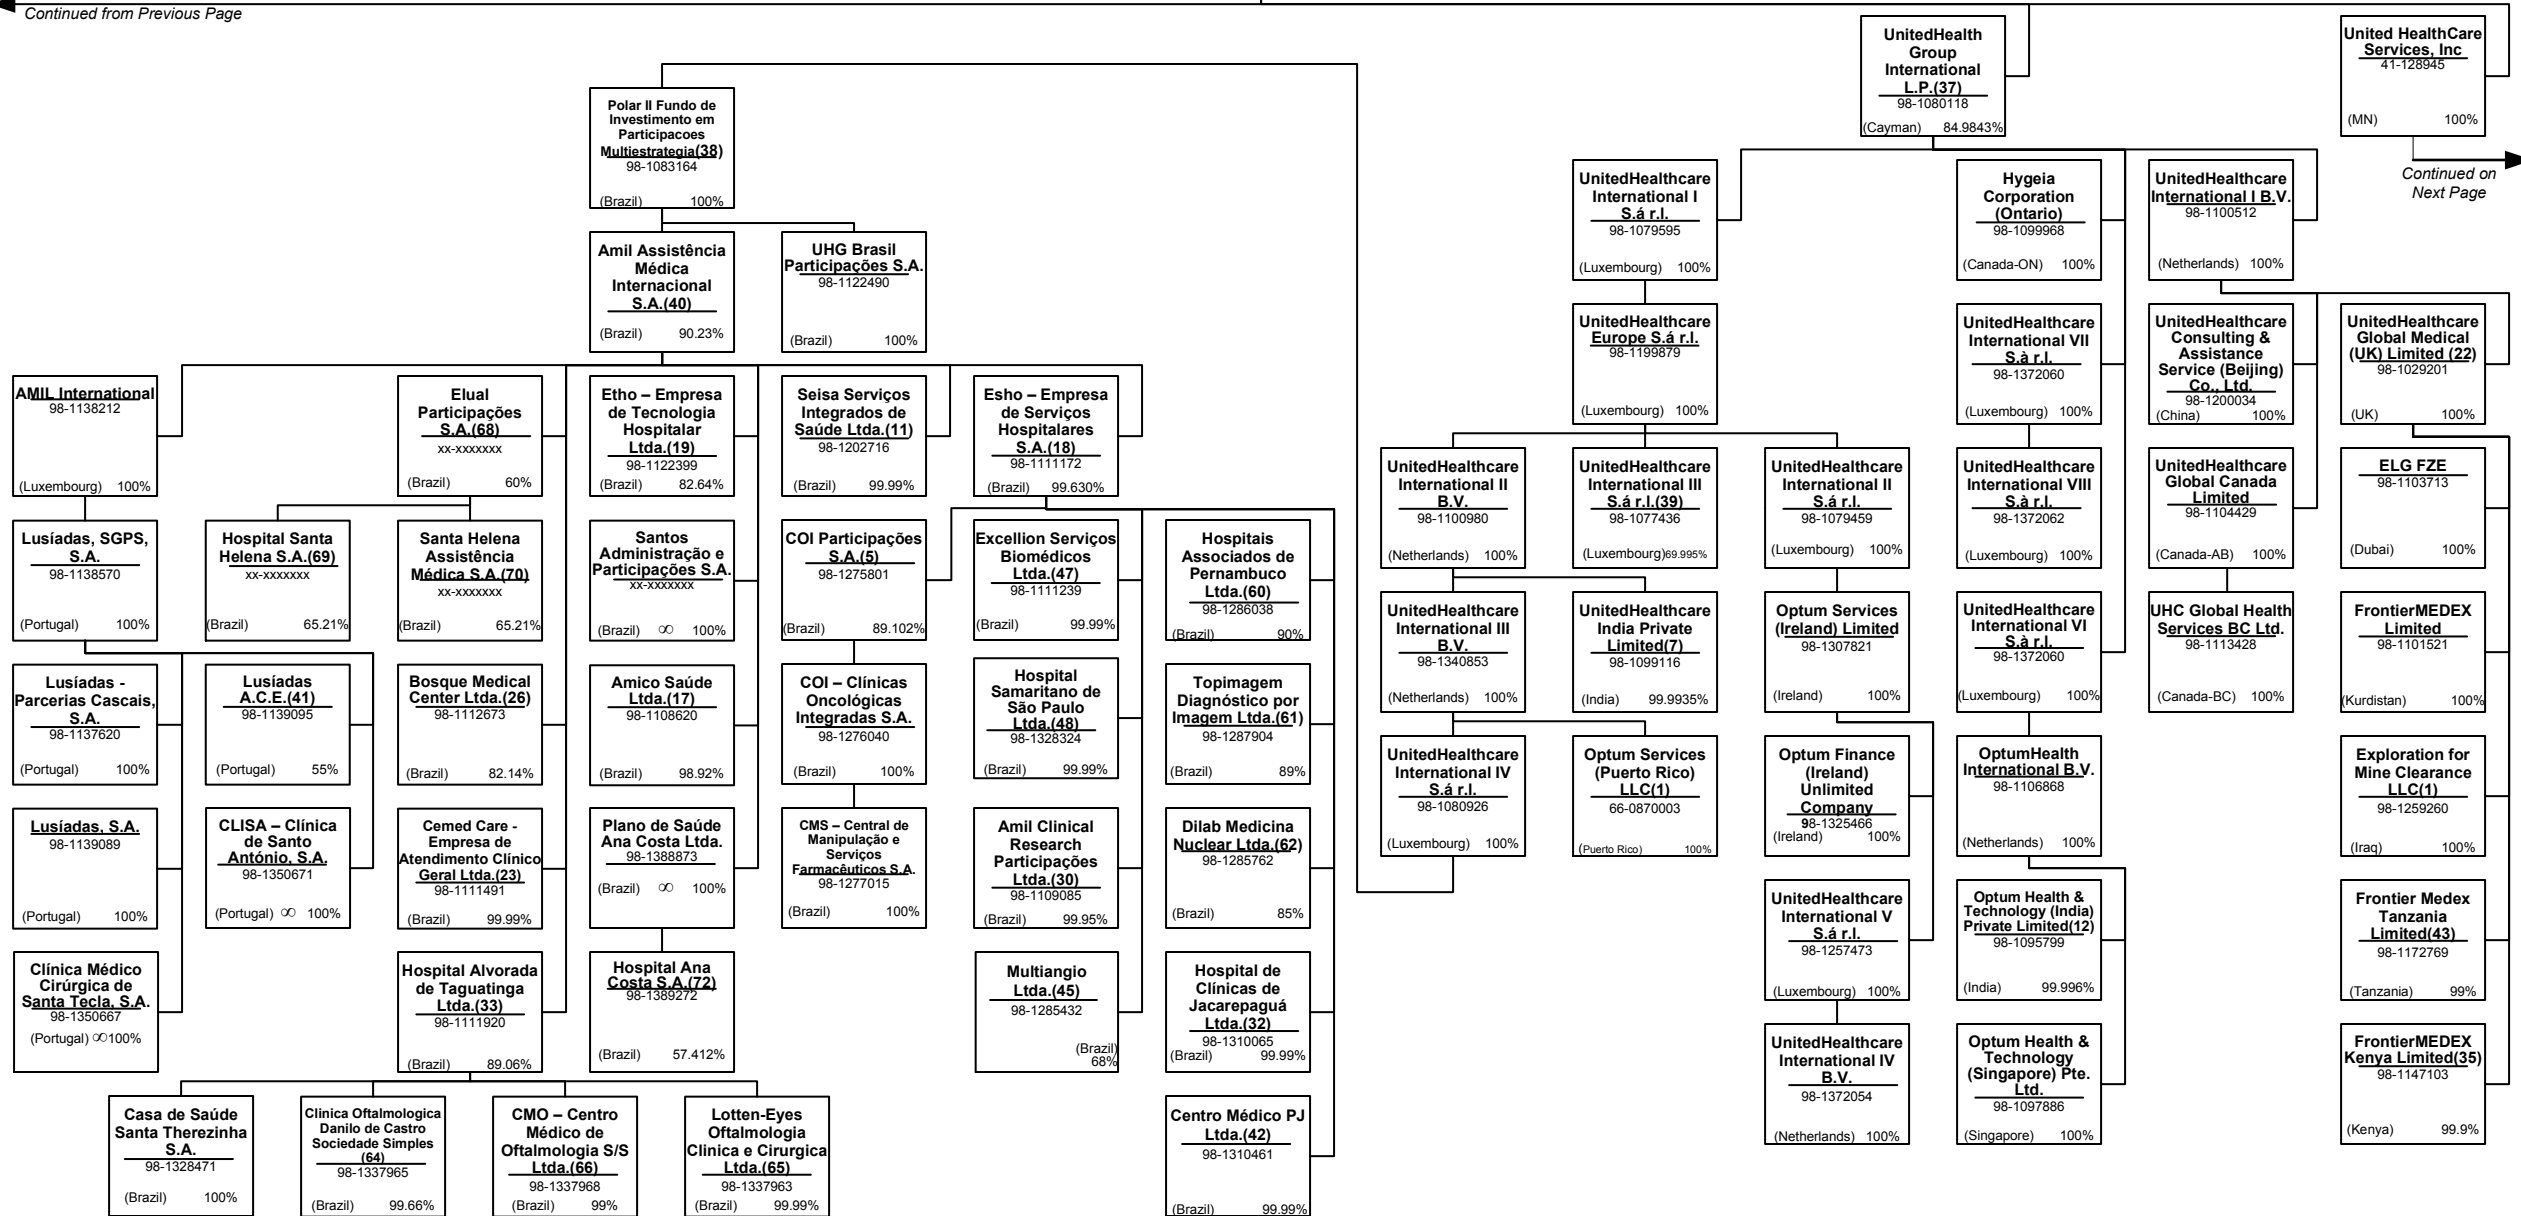 Continued from Previous Page
UnitedHealth
Group
International
L.P.(37)
98-1080118
(Cayman) 84.9843%
United HealthCare
Services, Inc
41-128945
(MN) 100%
Continued on
Next Page
Polar II Fundo de
Investimento em
Participacoes
Multiestrategia(38)
98-1083164
(Brazil) 100%
UnitedHealthcare
International I
S.á r.l.
98-1079595
(Luxembourg) 100%
Hygeia
Corporation
(Ontario)
98-1099968
(Canada-ON) 100%
UnitedHealthcare
International I B.V.
98-1100512
(Netherlands) 100%
Amil Assistência
Médica
Internacional
S.A.(40)
(Brazil) 90.23%
UHG Brasil
Participações S.A.
98-1122490
(Brazil) 100%
UnitedHealthcare
Europe S.á r.l.
98-1199879
(Luxembourg) 100%
UnitedHealthcare
International VII
S.à r.l.
98-1372060
(Luxembourg) 100%
UnitedHealthcare
Consulting &
Assistance
Service (Beijing)
Co., Ltd.
98-1200034
(China) 100%
UnitedHealthcare
Global Medical
(UK) Limited (22)
98-1029201
(UK) 100%
AMIL International
98-1138212
(Luxembourg) 100%
Elual
Participações
S.A.(68)
xx-xxxxxxx
(Brazil) 60%
Etho – Empresa
de Tecnologia
Hospitalar
Ltda.(19)
98-1122399
(Brazil) 82.64%
Seisa Serviços
Integrados de
Saúde Ltda.(11)
98-1202716
(Brazil) 99.99%
Esho – Empresa
de Serviços
Hospitalares
S.A.(18)
98-1111172
(Brazil) 99.630%
UnitedHealthcare
International II
B.V.
98-1100980
(Netherlands) 100%
UnitedHealthcare
International III
S.á r.l.(39)
98-1077436
(Luxembourg)69.995%
UnitedHealthcare
International II
S.á r.l.
98-1079459
(Luxembourg) 100%
UnitedHealthcare
International VIII
S.à r.l.
98-1372062
(Luxembourg) 100%
UnitedHealthcare
Global Canada
Limited
98-1104429
(Canada-AB) 100%
ELG FZE
98-1103713
(Dubai) 100%
Lusíadas, SGPS,
S.A.
98-1138570
(Portugal) 100%
Hospital Santa
Helena S.A.(69)
xx-xxxxxxx
(Brazil) 65.21%
Santa Helena
Assistência
Médica S.A.(70)
xx-xxxxxxx
(Brazil) 65.21%
Santos
Administração e
Participações S.A.
xx-xxxxxxx
(Brazil) ∞ 100%
COI Participações
S.A.(5)
98-1275801
(Brazil) 89.102%
Excellion Serviços
Biomédicos
Ltda.(47)
98-1111239
(Brazil) 99.99%
Hospitais
Associados de
Pernambuco
Ltda.(60)
98-1286038
(Brazil) 90%
UnitedHealthcare
International III
B.V.
98-1340853
(Netherlands) 100%
UnitedHealthcare
India Private
Limited(7)
98-1099116
(India) 99.9935%
Optum Services
(Ireland) Limited
98-1307821
(Ireland) 100%
UnitedHealthcare
International VI
S.à r.l.
98-1372060
(Luxembourg) 100%
UHC Global Health
Services BC Ltd.
98-1113428
(Canada-BC) 100%
FrontierMEDEX
Limited
98-1101521
(Kurdistan) 100%
Lusíadas -
Parcerias Cascais,
S.A.
98-1137620
(Portugal) 100%
Lusíadas
A.C.E.(41)
98-1139095
(Portugal) 55%
Bosque Medical
Center Ltda.(26)
98-1112673
(Brazil) 82.14%
Amico Saúde
Ltda.(17)
98-1108620
(Brazil) 98.92%
COI – Clínicas
Oncológicas
Integradas S.A.
98-1276040
(Brazil) 100%
Hospital
Samaritano de
São Paulo
Ltda.(48)
98-1328324
(Brazil) 99.99%
Topimagem
Diagnóstico por
Imagem Ltda.(61)
98-1287904
(Brazil) 89%
UnitedHealthcare
International IV
S.á r.l.
98-1080926
(Luxembourg) 100%
Optum Services
(Puerto Rico)
LLC(1)
66-0870003
(Puerto Rico) 100%
Optum Finance
(Ireland)
Unlimited
Company
98-1325466
(Ireland) 100%
OptumHealth
International B.V.
98-1106868
(Netherlands) 100%
Exploration for
Mine Clearance
LLC(1)
98-1259260
(Iraq) 100%
Lusíadas, S.A.
98-1139089
(Portugal) 100%
CLISA – Clínica
de Santo
António, S.A.
98-1350671
(Portugal) ∞ 100%
Cemed Care -
Empresa de
Atendimento Clínico
Geral Ltda.(23)
98-1111491
(Brazil) 99.99%
Plano de Saúde
Ana Costa Ltda.
98-1388873
(Brazil) ∞ 100%
CMS – Central de
Manipulação e
Serviços
Farmacêuticos S.A.
98-1277015
(Brazil) 100%
Amil Clinical
Research
Participações
Ltda.(30)
98-1109085
(Brazil) 99.95%
Dilab Medicina
Nuclear Ltda.(62)
98-1285762
(Brazil) 85%
UnitedHealthcare
International V
S.á r.l.
98-1257473
(Luxembourg) 100%
Optum Health &
Technology (India)
Private Limited(12)
98-1095799
(India) 99.996%
Frontier Medex
Tanzania
Limited(43)
98-1172769
(Tanzania) 99%
Clínica Médico
Cirúrgica de
Santa Tecla, S.A.
98-1350667
(Portugal) ∞100%
Hospital Alvorada
de Taguatinga
Ltda.(33)
98-1111920
(Brazil) 89.06%
Hospital Ana
Costa S.A.(72)
98-1389272
(Brazil) 57.412%
Multiangio
Ltda.(45)
98-1285432
(Brazil)
68%
Hospital de
Clínicas de
Jacarepaguá
Ltda.(32)
98-1310065
(Brazil) 99.99%
UnitedHealthcare
International IV
B.V.
98-1372054
(Netherlands) 100%
Optum Health &
Technology
(Singapore) Pte.
Ltd.
98-1097886
(Singapore) 100%
FrontierMEDEX
Kenya Limited(35)
98-1147103
(Kenya) 99.9%
Casa de Saúde
Santa Therezinha
S.A.
98-1328471
(Brazil) 100%
Clinica Oftalmologica
Danilo de Castro
Sociedade Simples
(64)
98-1337965
(Brazil) 99.66%
CMO – Centro
Médico de
Oftalmologia S/S
Ltda.(66)
98-1337968
(Brazil) 99%
Lotten-Eyes
Oftalmologia
Clinica e Cirurgica
Ltda.(65)
98-1337963
(Brazil) 99.99%
Centro Médico PJ
Ltda.(42)
98-1310461
(Brazil) 99.99%